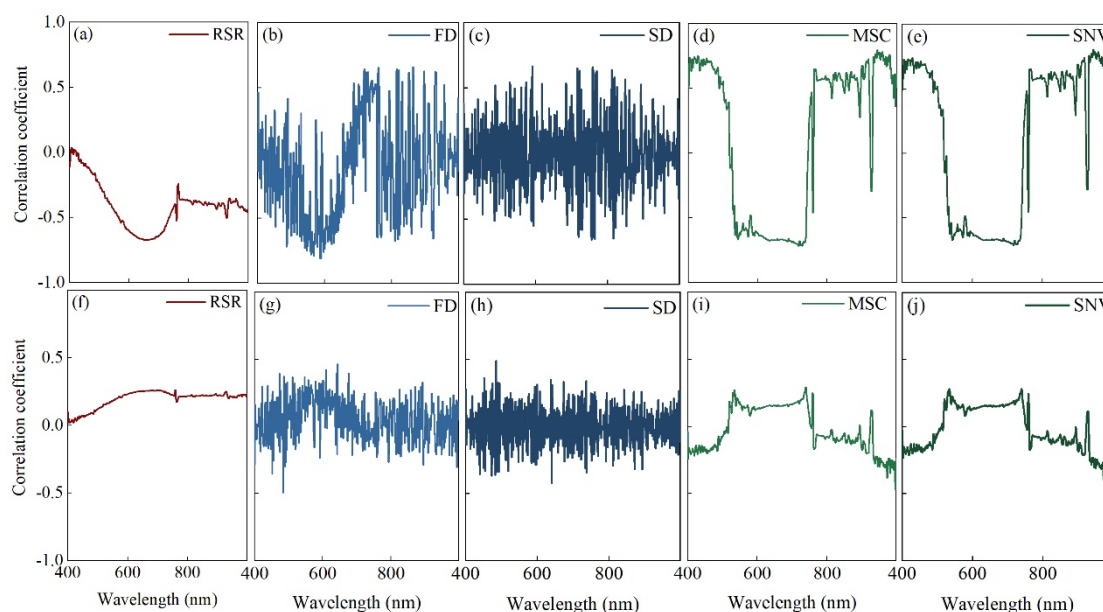 1.0
0.5
0.0
-0.5
-1.0
Correlation coefficient
(a) RSR
(b) FD
(c) SD
(d) MSC
(e) SNV
0.5
0.0
-0.5
-1.0
Correlation coefficient
(f) RSR
(g) FD
(h) SD
(i) MSC
(j) SNV
400 600 800
400 600 800
400 600 800
400 600 800
400 600 800
Wavelength (nm)
Wavelength (nm)
Wavelength (nm)
Wavelength (nm)
Wavelength (nm)